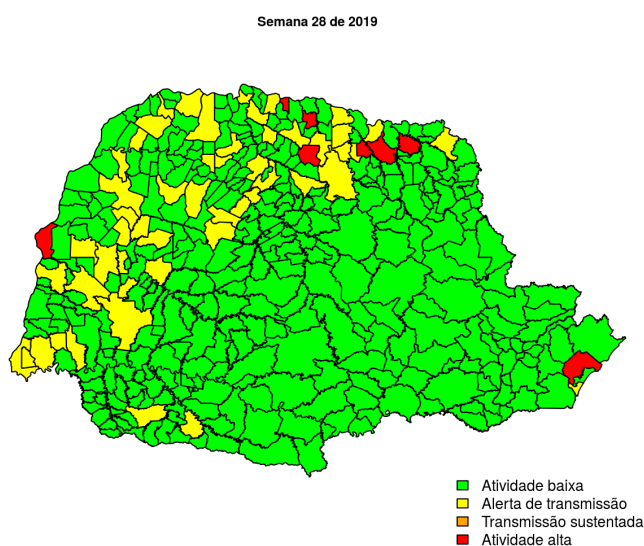 Semana 28 de 2019
Atividade baixa
Alerta de transmissão
Transmissão sustentada
Atividade alta